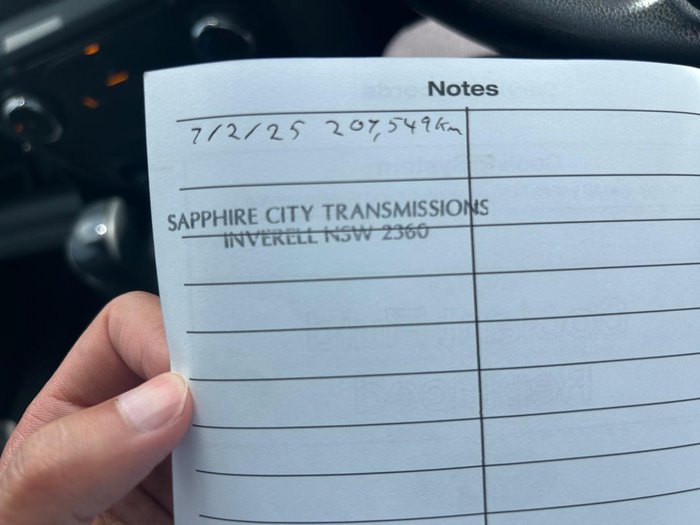 Notes
7/2/25 207,549km
SAPPHIRE CITY TRANSMISSIONS
INVERELL NSW 2360